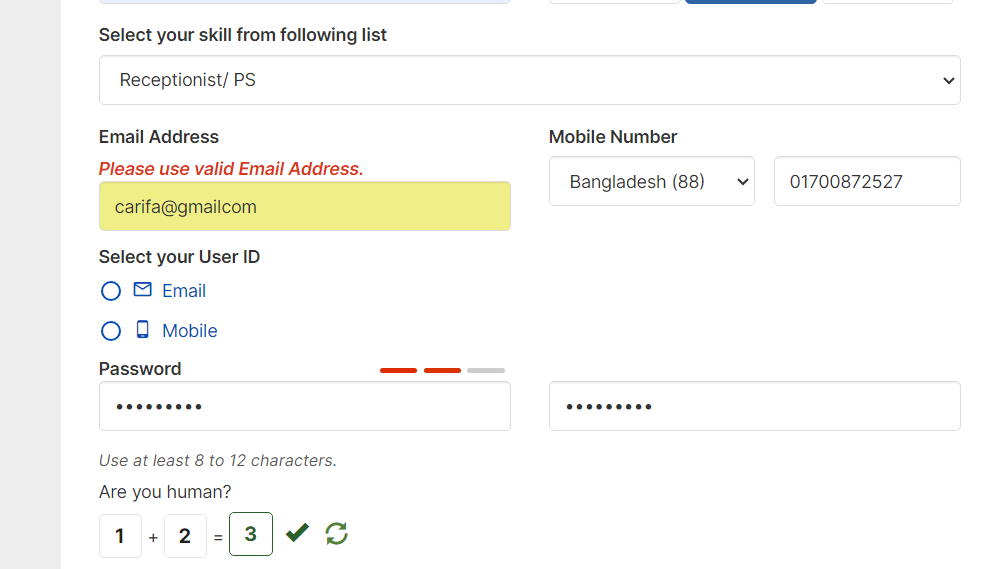 Select your skill from following list
Receptionist/ PS
Email Address
Mobile Number
Please use valid Email Address.
Bangladesh (88)
01700872527
carifa@gmailcom
Select your User ID
Email
Mobile
Password
•••••••••
•••••••••
Use at least 8 to 12 characters.
Are you human?
1 + 2 = 3